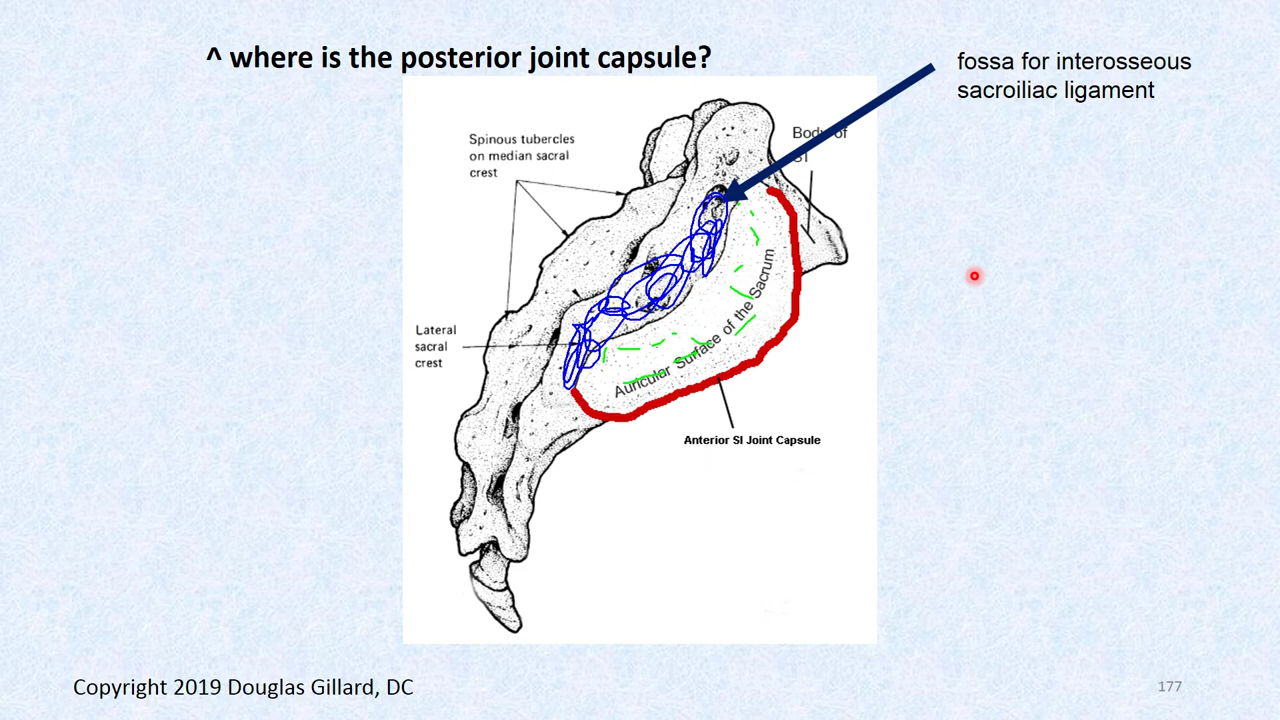 ^ where is the posterior joint capsule?
fossa for interosseous
sacroiliac ligament
Spinous tubercles
on median sacral
crest
Body of
S1
Lateral
sacral
crest
Auricular Surface of the Sacrum
Anterior SI Joint Capsule
Copyright 2019 Douglas Gillard, DC
177